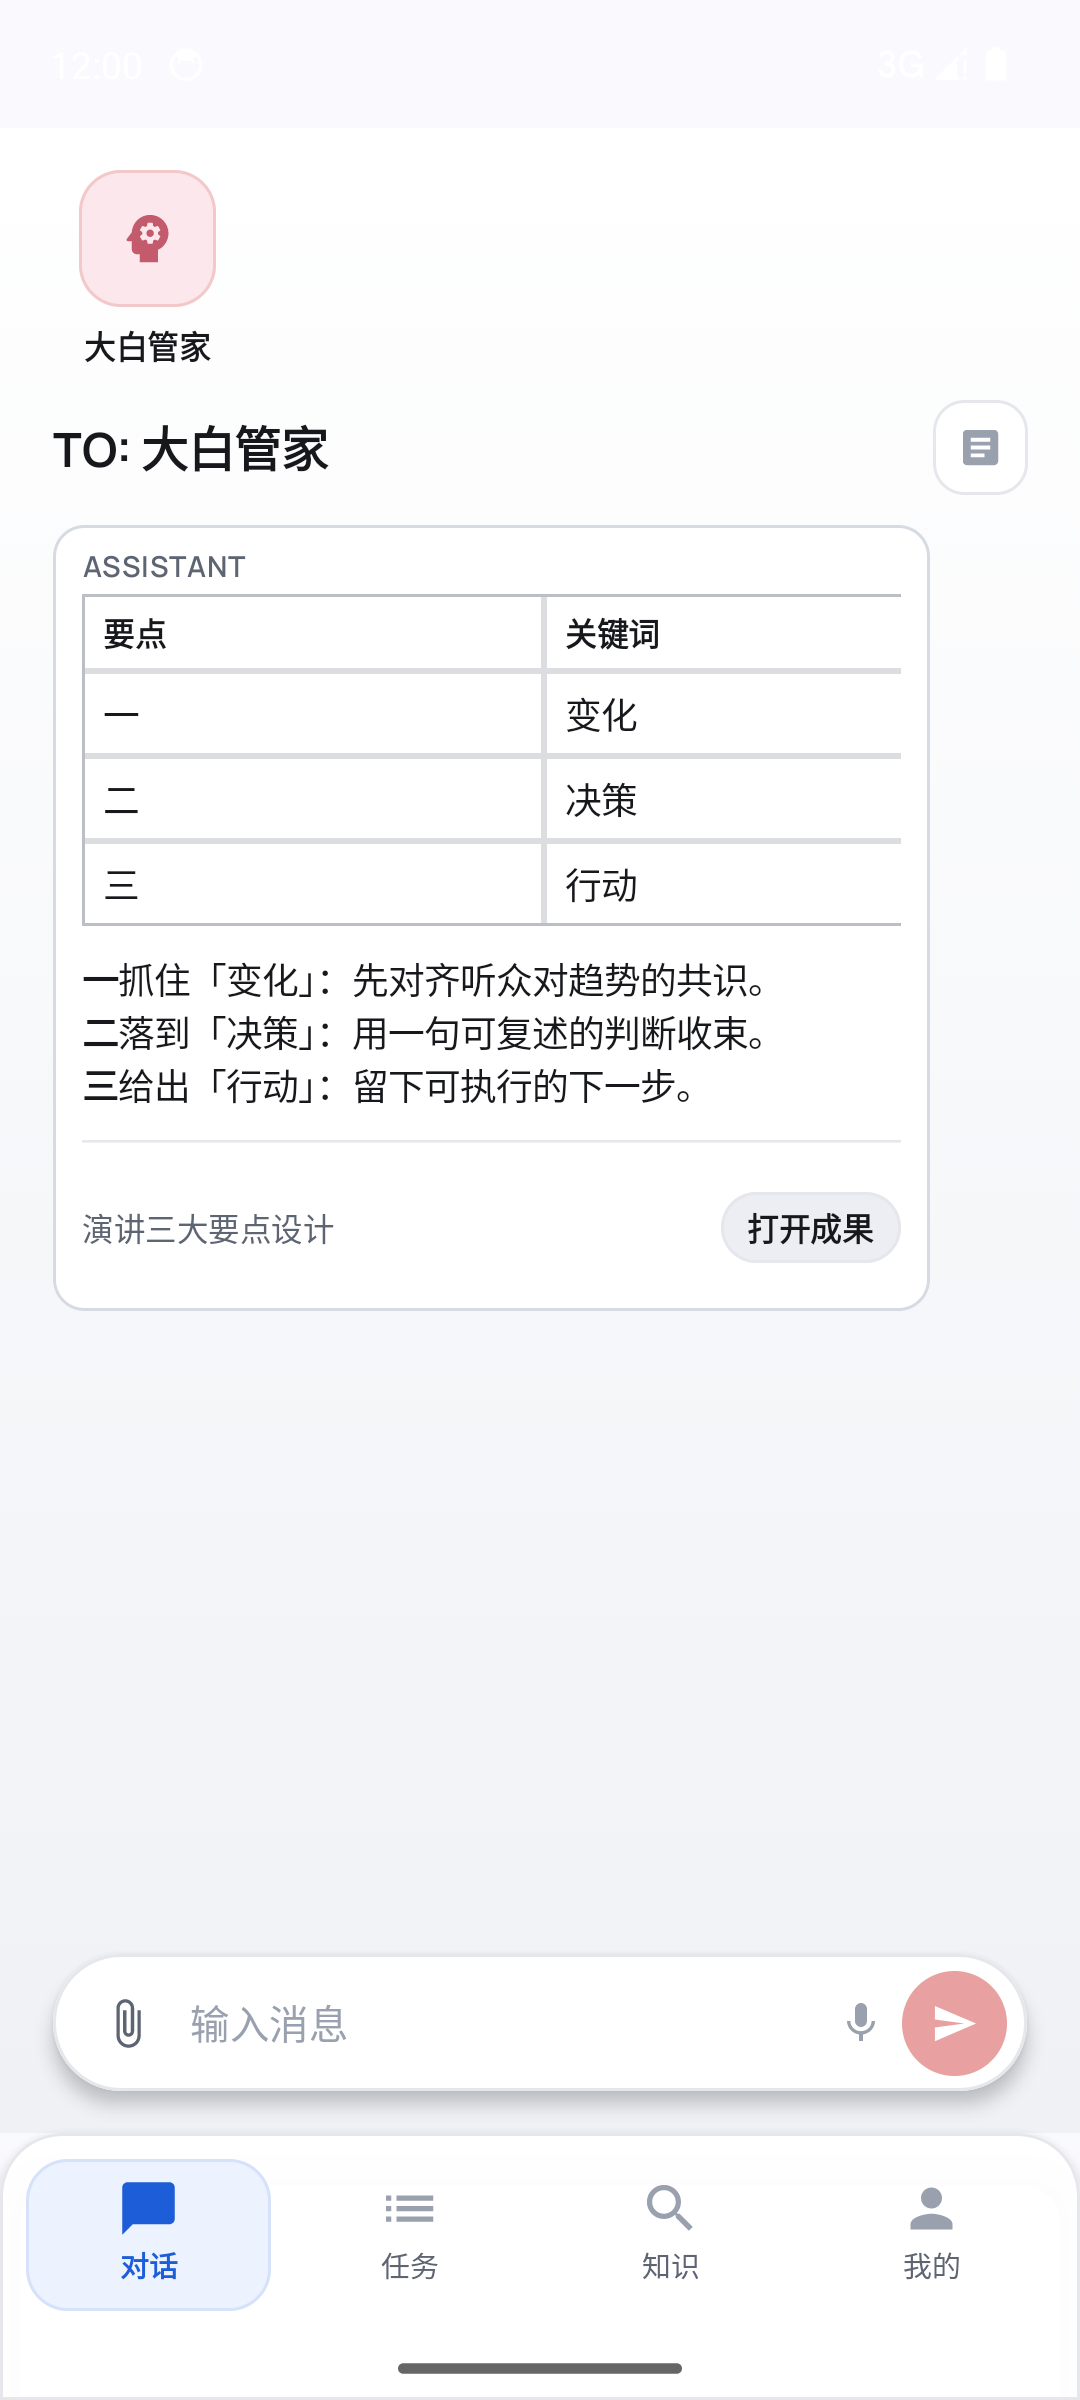 12:00
3G
大白管家
TO: 大白管家
ASSISTANT
要点 关键词
一 变化
二 决策
三 行动
一抓住「变化」：先对齐听众对趋势的共识。
二落到「决策」：用一句可复述的判断收束。
三给出「行动」：留下可执行的下一步。
演讲三大要点设计
打开成果
输入消息
对话 任务 知识 我的